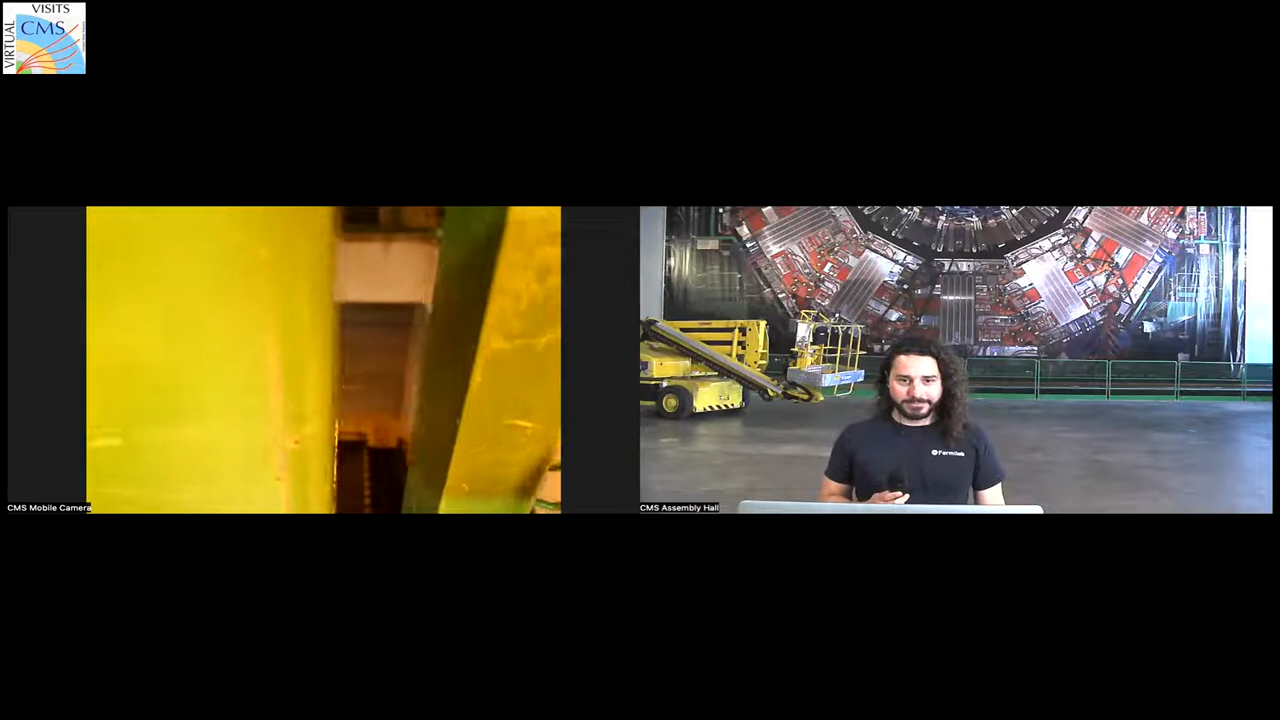 VISITS
CMS
VIRTUAL
CMS Mobile Camera
CMS Assembly Hall
Fermilab